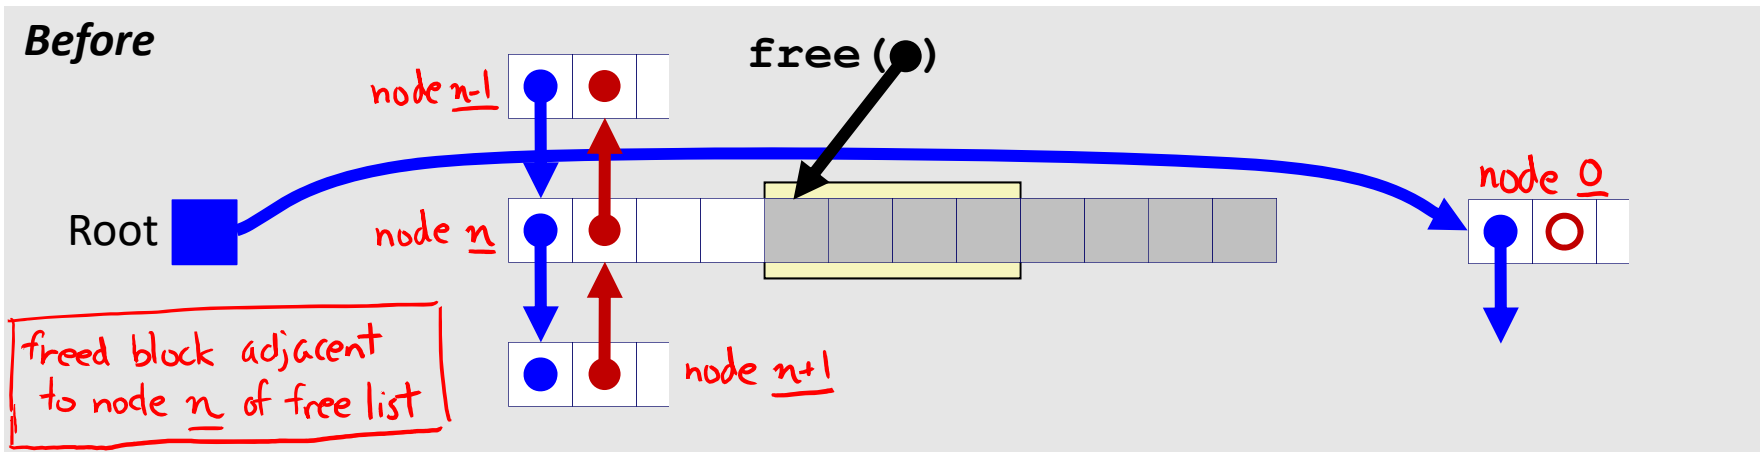 Before
free( )
node n-1
node 0
Root
node n
node n+1
freed block adjacent
to node n of free list